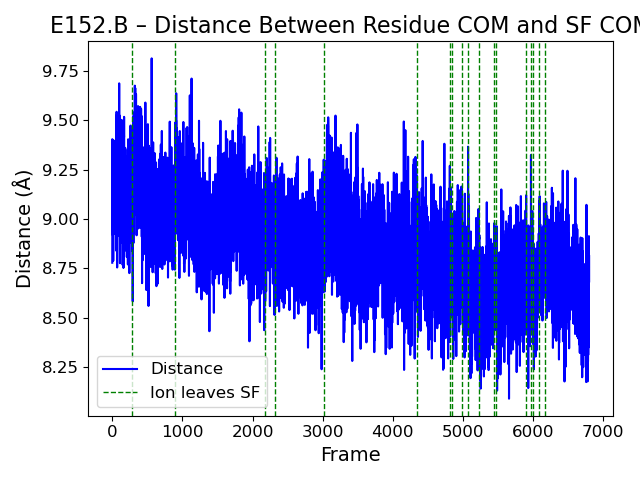 E152.B – Distance Between Residue COM and SF COM
9.75
9.50
9.25
9.00
8.75
8.50
8.25
Distance (Å)
Distance
Ion leaves SF
0 1000 2000 3000 4000 5000 6000 7000
Frame